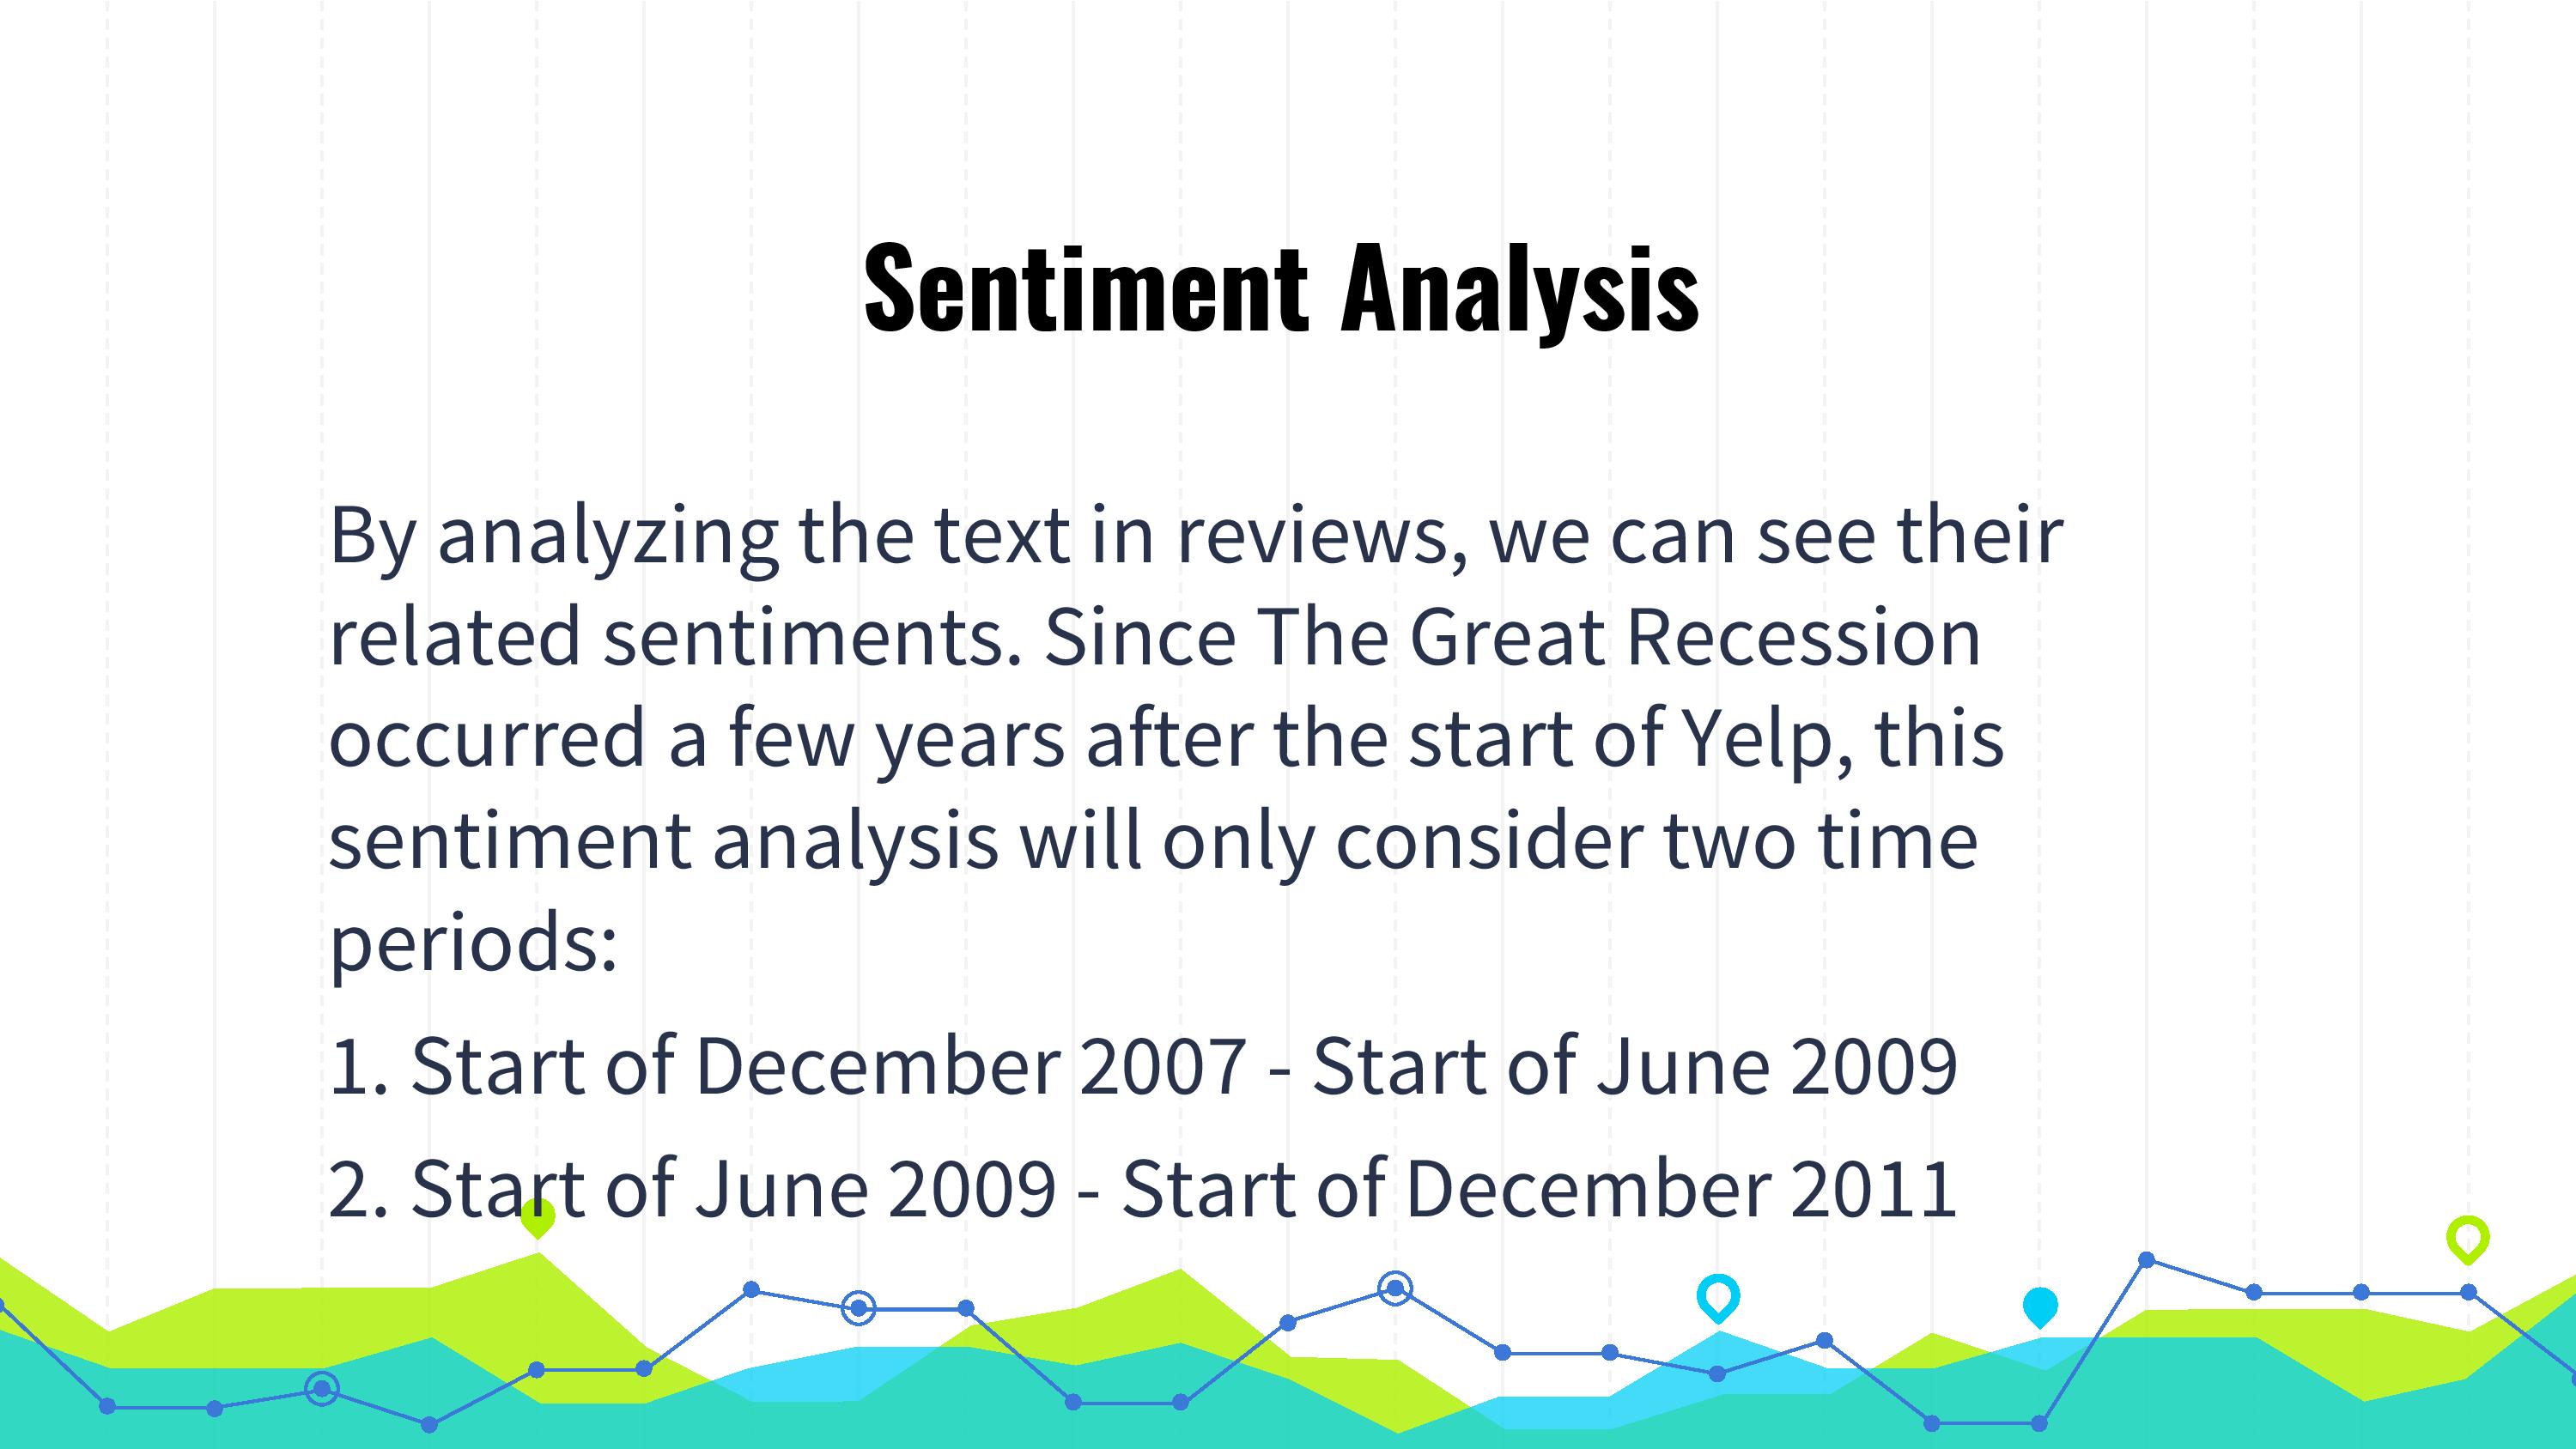 Sentiment Analysis
By analyzing the text in reviews, we can see their
related sentiments. Since The Great Recession
occurred a few years after the start of Yelp, this
sentiment analysis will only consider two time
periods:
1. Start of December 2007 - Start of June 2009
2. Start of June 2009 - Start of December 2011